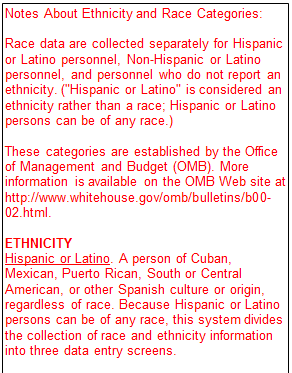 Notes About Ethnicity and Race Categories:
Race data are collected separately for Hispanic
or Latino personnel, Non-Hispanic or Latino
personnel, and personnel who do not report an
ethnicity. ("Hispanic or Latino" is considered an
ethnicity rather than a race; Hispanic or Latino
persons can be of any race.)
These categories are established by the Office
of Management and Budget (OMB). More
information is available on the OMB Web site at
http://www.whitehouse.gov/omb/bulletins/b00-
02.html.
ETHNICITY
Hispanic or Latino. A person of Cuban,
Mexican, Puerto Rican, South or Central
American, or other Spanish culture or origin,
regardless of race. Because Hispanic or Latino
persons can be of any race, this system divides
the collection of race and ethnicity information
into three data entry screens.